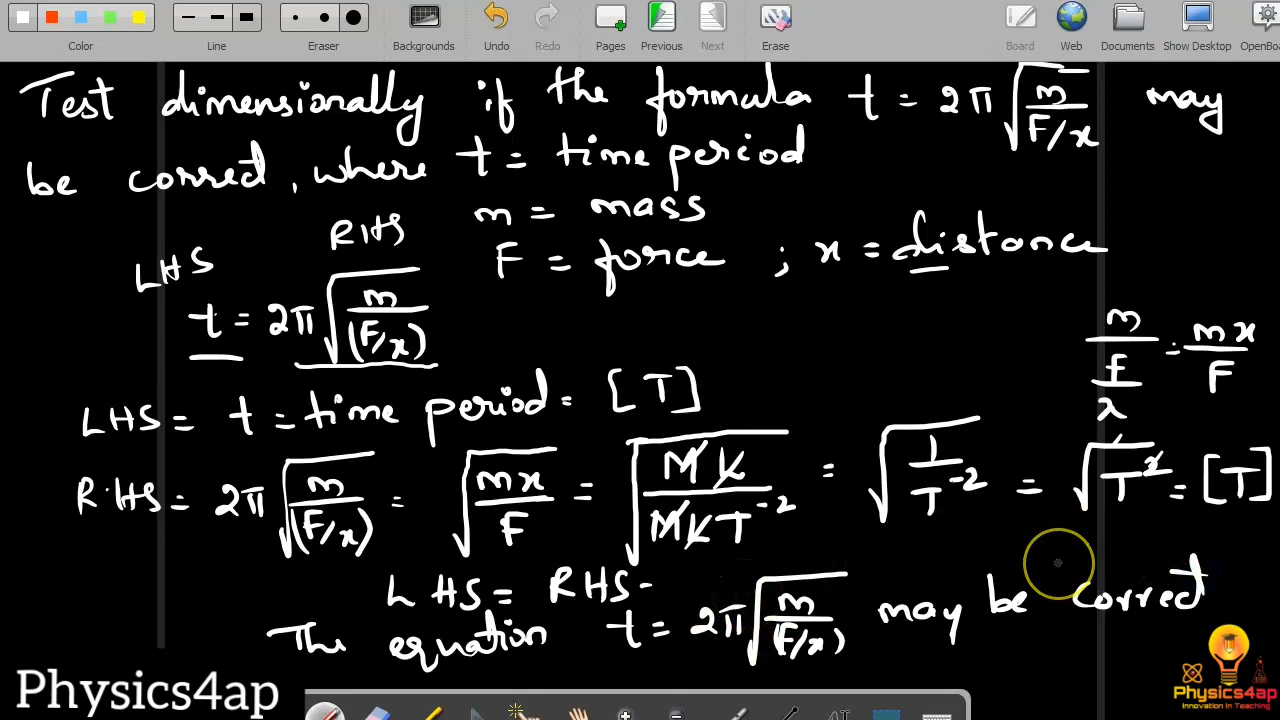 Color Line Eraser Backgrounds Undo Redo Pages Previous Next Erase Board Web Documents Show Desktop OpenBo
Test dimensionally if the formula t = 2π√(m/(F/x)) may
be correct, where t = time period
m = mass
F = force ; x = distance
LHS RHS
t = 2π√(m/(F/x))
m/(F/x) = mx/F
LHS = t = time period = [T]
RHS = 2π√(m/(F/x)) = √(mx/F) = √(ML/MLT⁻²) = √(1/T⁻²) = √T² = [T]
LHS = RHS
The equation t = 2π√(m/(F/x)) may be correct
Physics4ap
Physics4ap
Innovation in Teaching